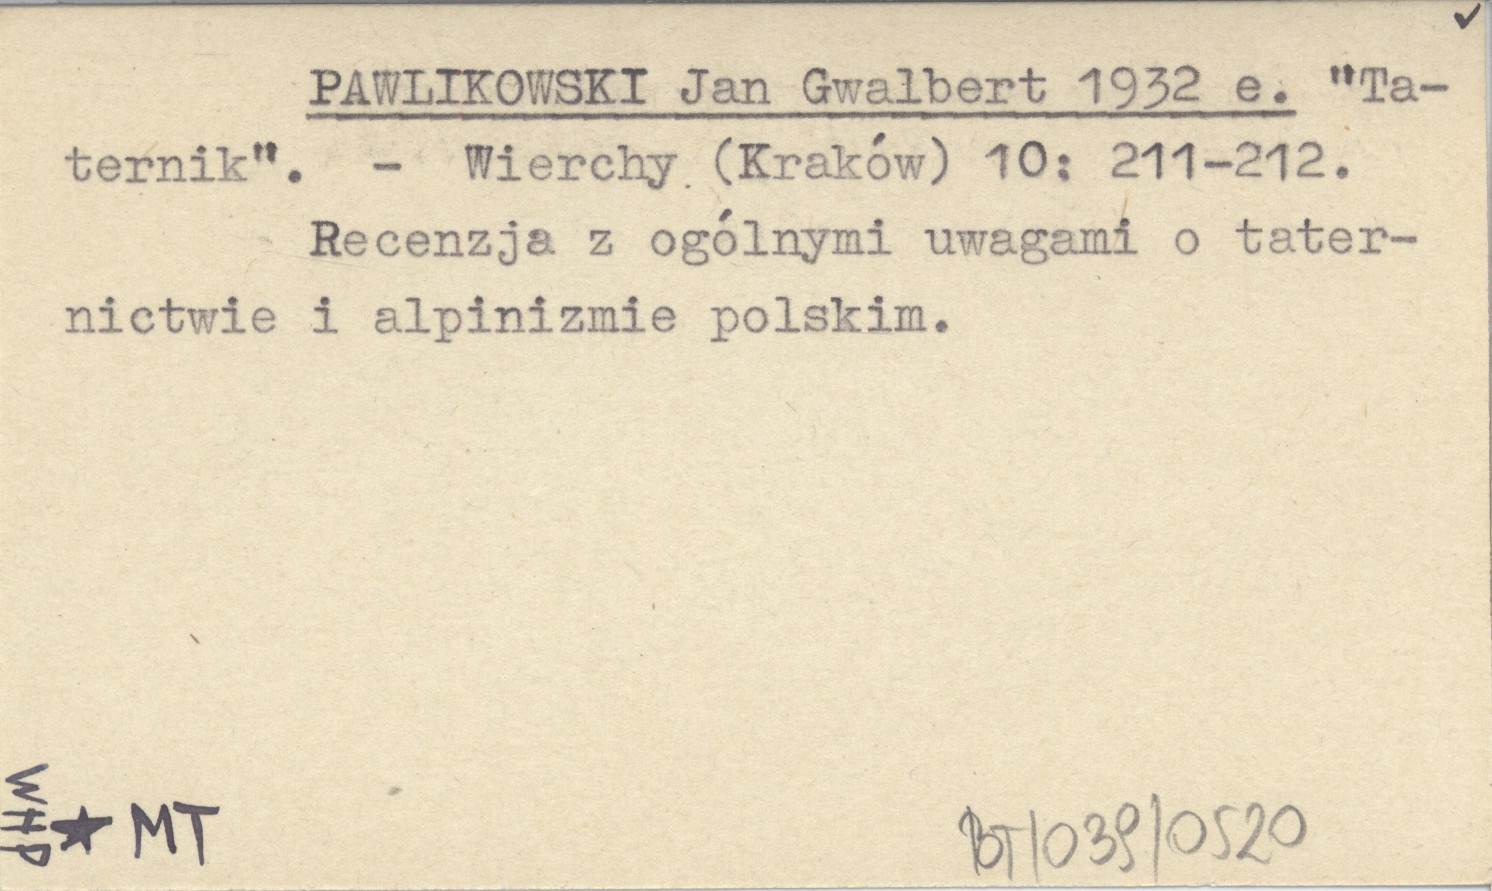 PAWLIKOWSKI Jan Gwalbert 1932 e. "Ta-
ternik". - Wierchy (Kraków) 10: 211-212.
Recenzja z ogólnymi uwagami o tater-
nictwie i alpinizmie polskim.
WHP ★ MT
BT/039/0520